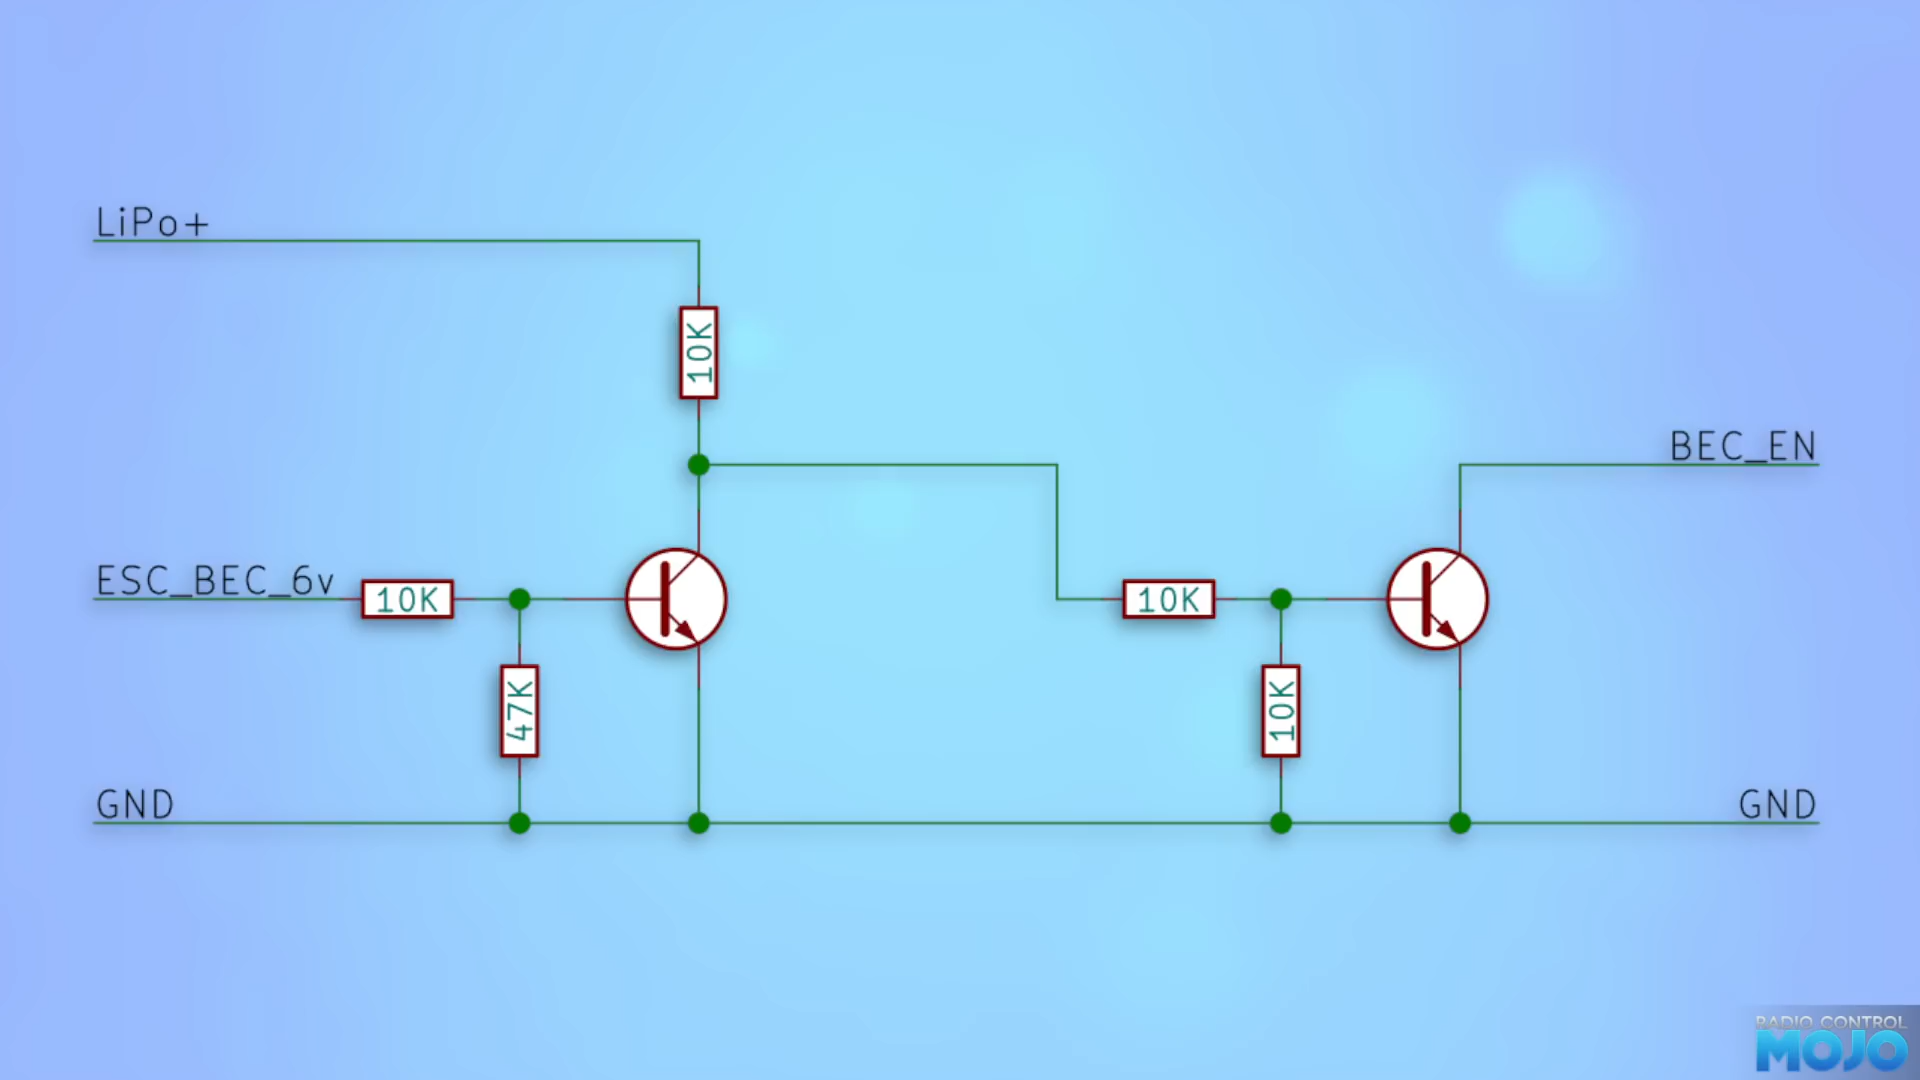 LiPo+
10K
BEC_EN
ESC_BEC_6v
10K
10K
47K
10K
GND
GND
RADIO CONTROL
MOJO